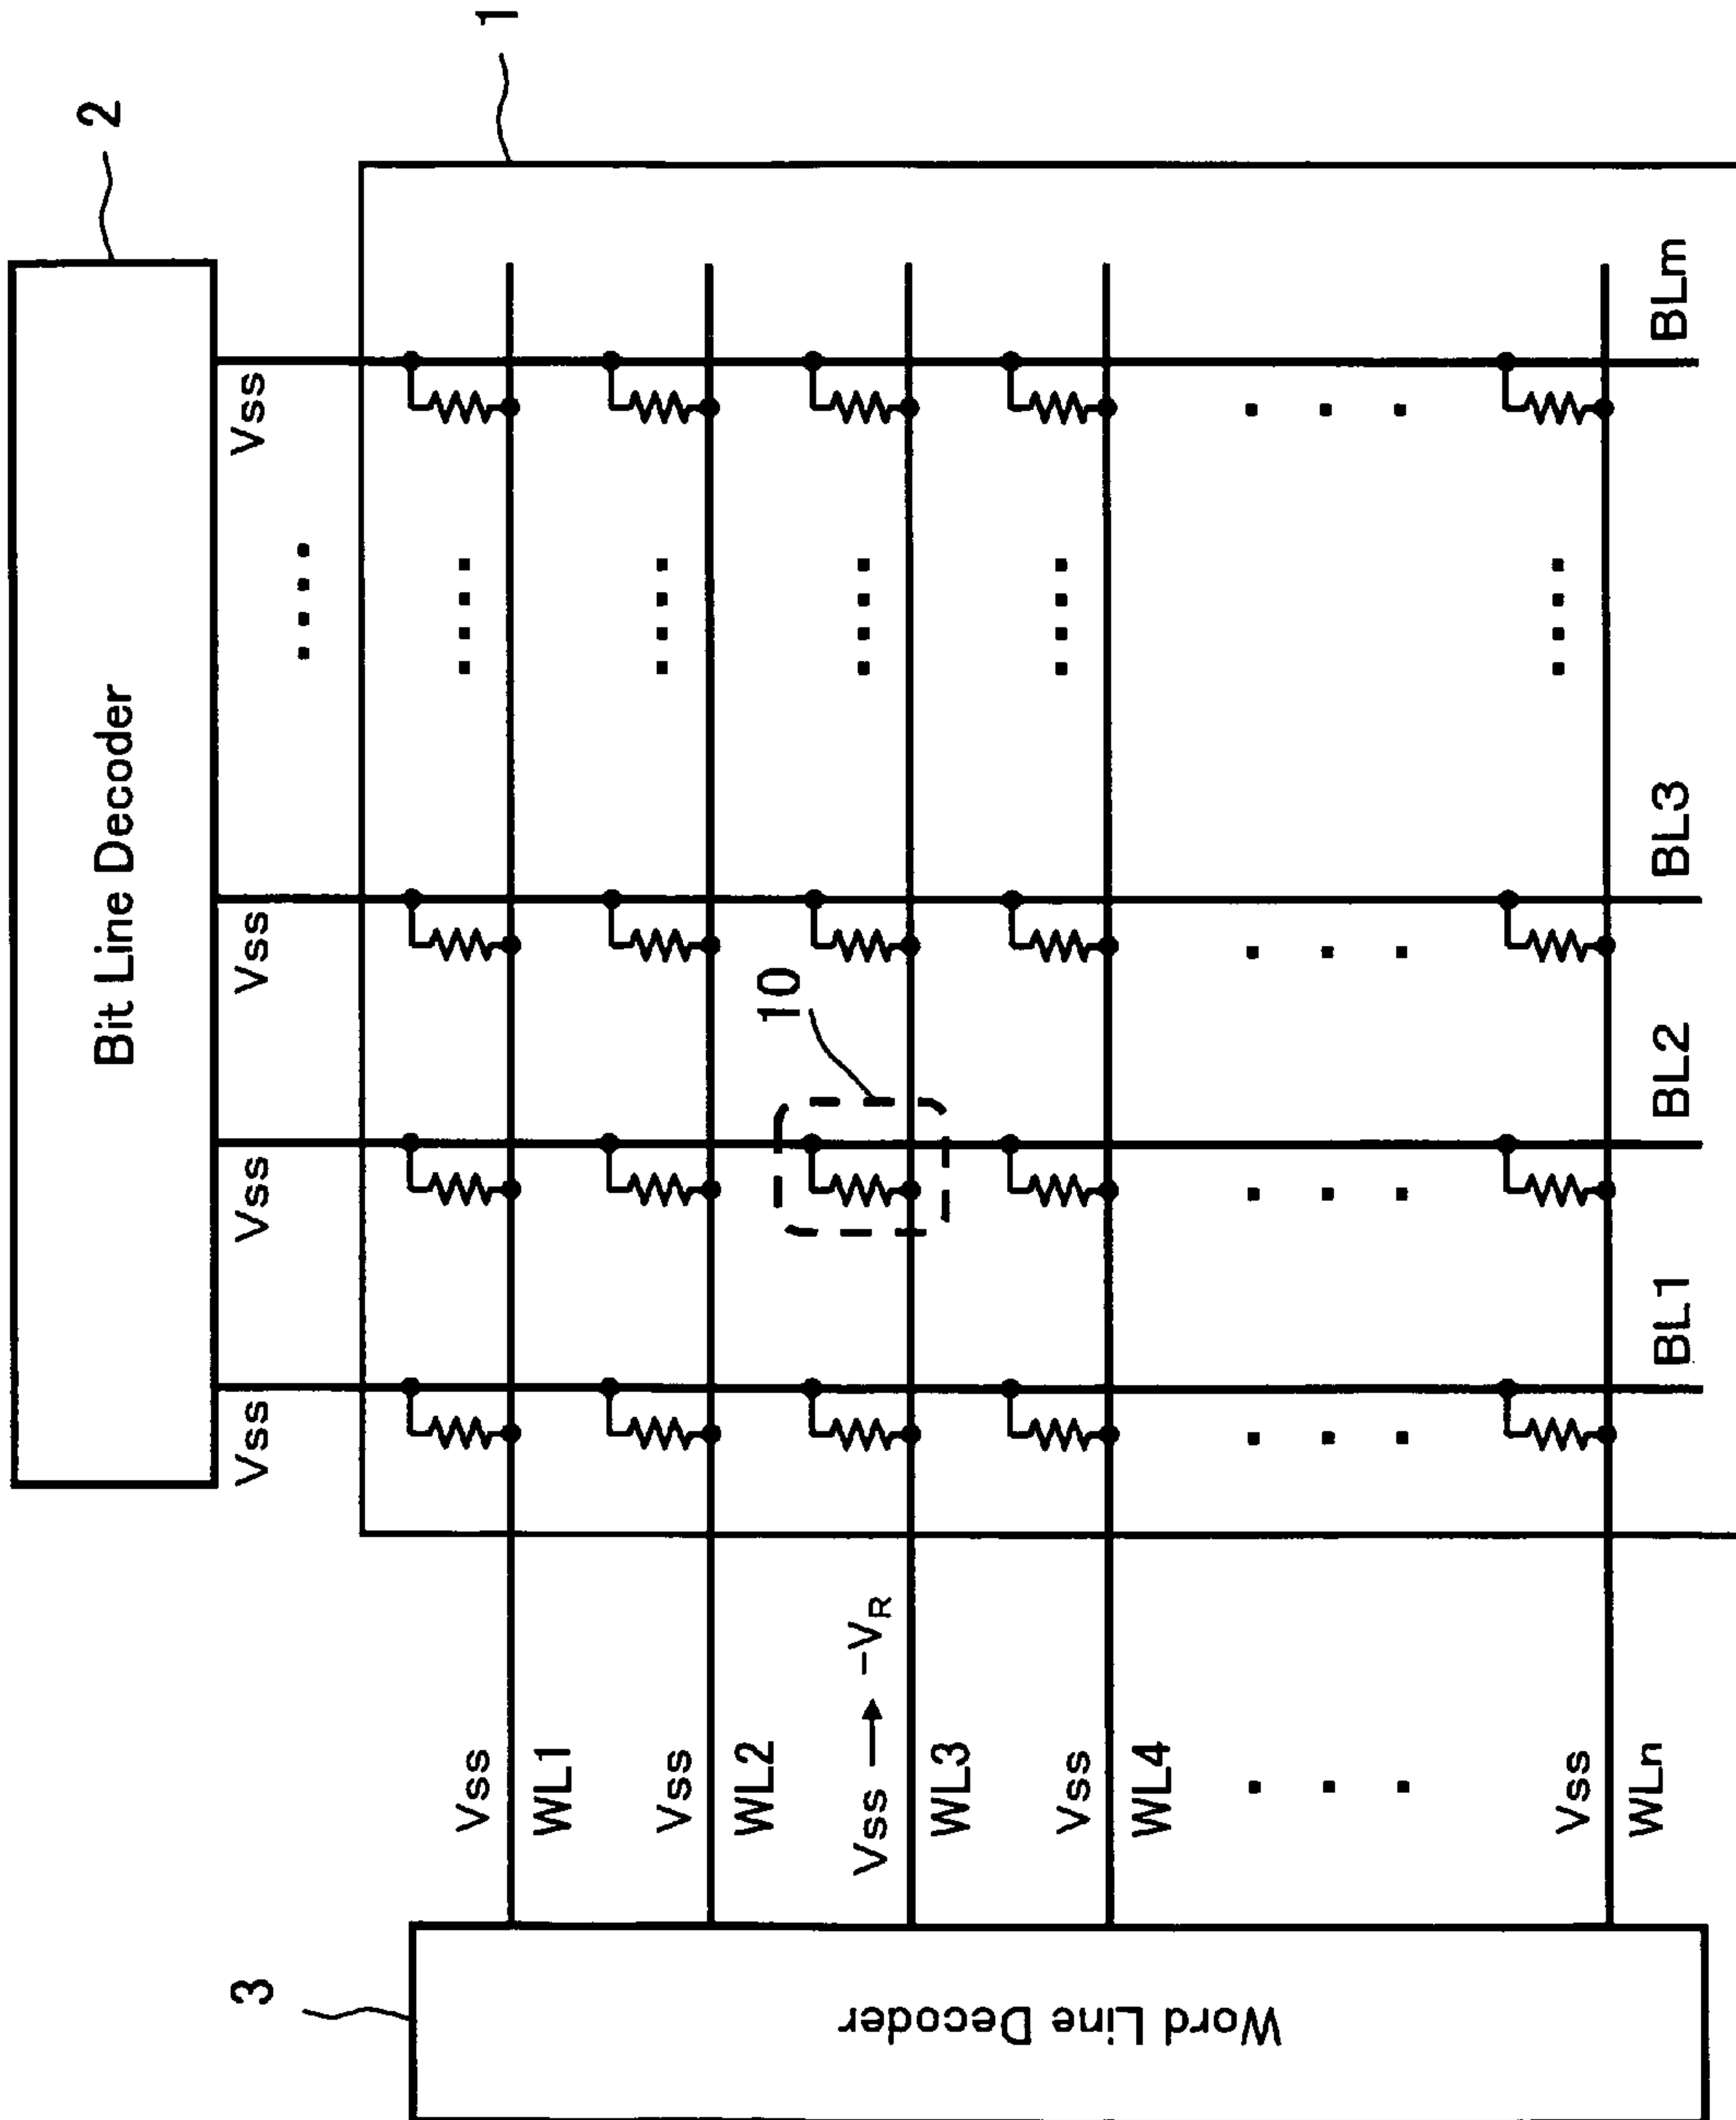 2
Bit Line Decoder
1
Vss
Vss
Vss
Vss
3
Word Line Decoder
Vss
WL1
Vss
WL2
10
Vss → -VR
WL3
Vss
WL4
Vss
WLn
BL1
BL2
BL3
BLm